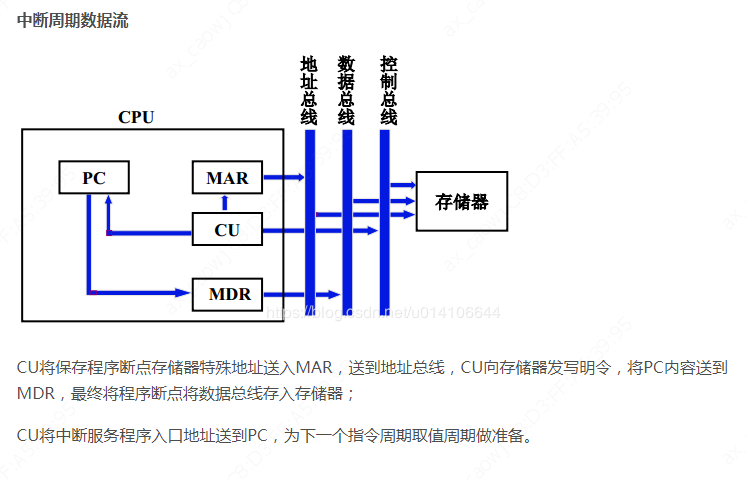 中断周期数据流
地址总线
数据总线
控制总线
CPU
PC
MAR
存储器
CU
MDR
https://blog.csdn.net/u014106644
CU将保存程序断点存储器特殊地址送入MAR，送到地址总线，CU向存储器发写明令，将PC内容送到
MDR，最终将程序断点将数据总线存入存储器；
CU将中断服务程序入口地址送到PC，为下一个指令周期取值周期做准备。